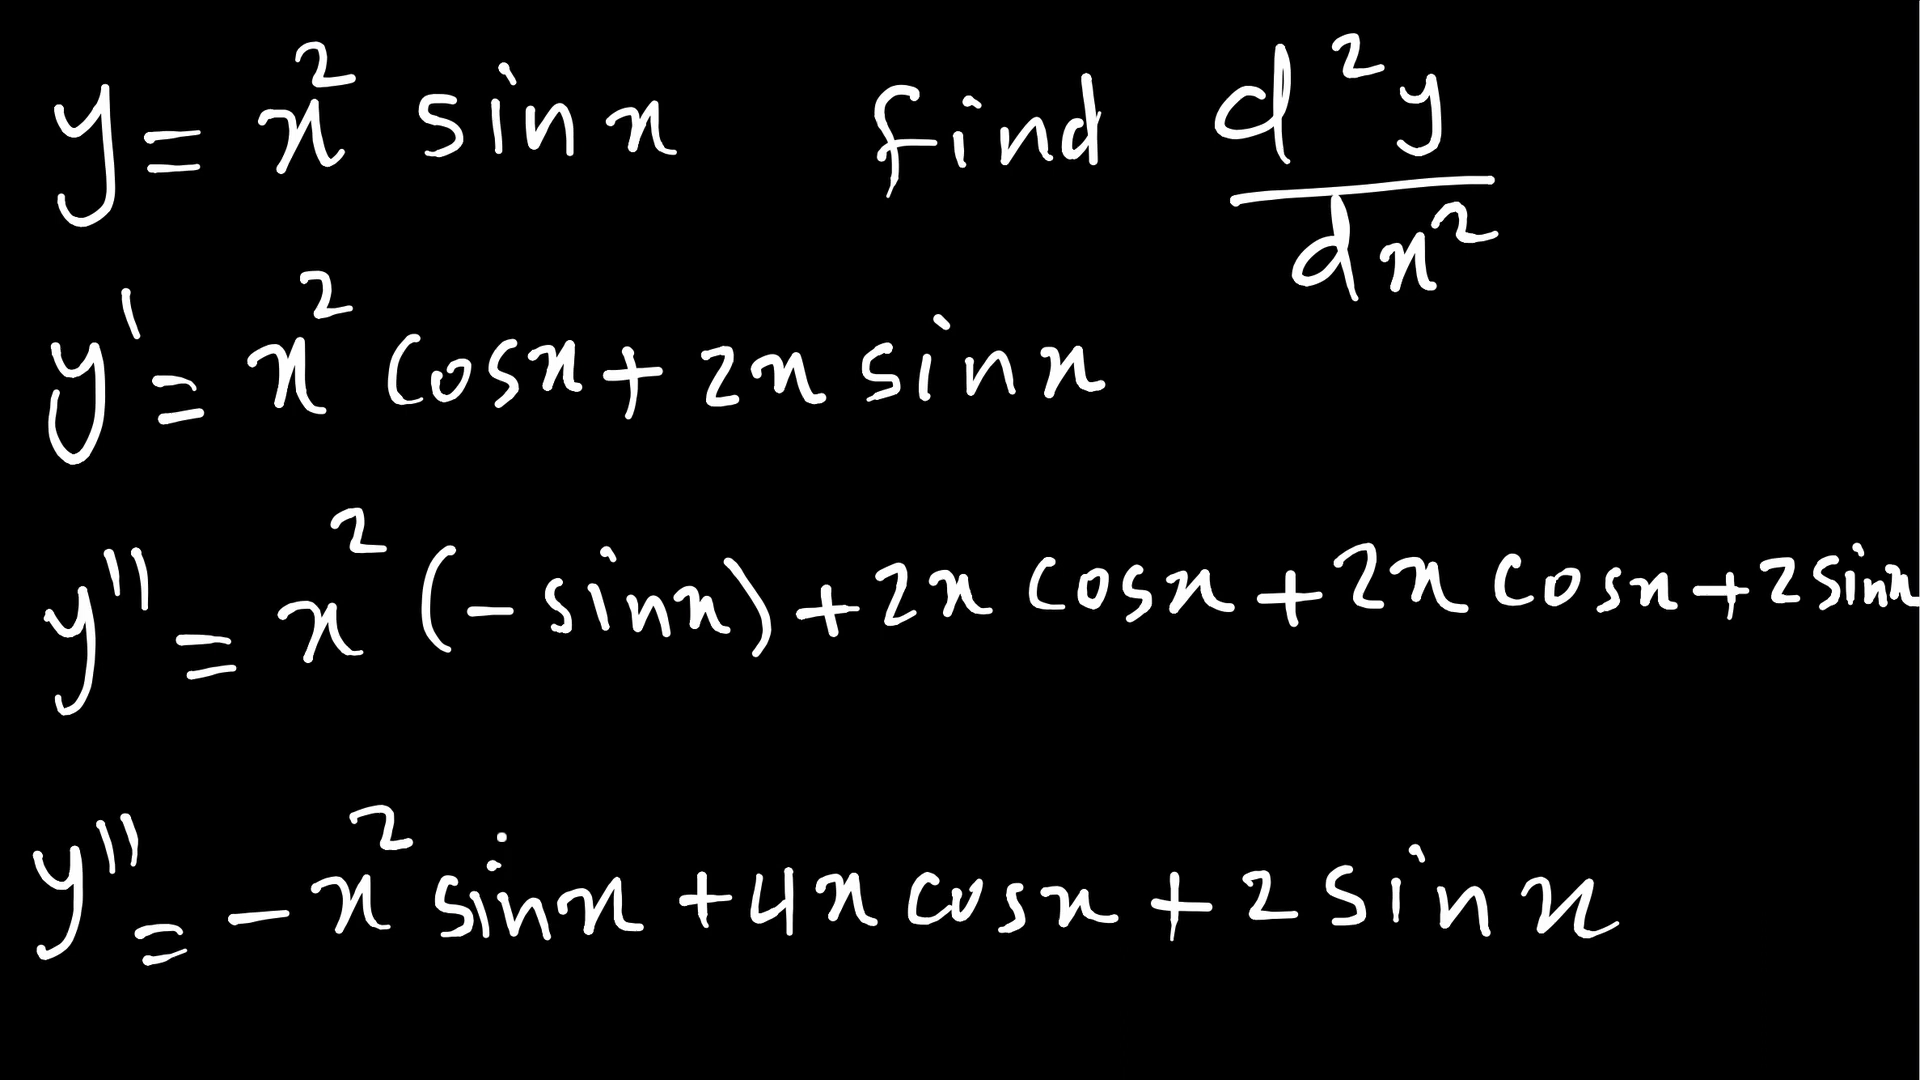 y = x² sin x find d²y/dx²
y' = x² cos x + 2x sin x
y'' = x² (- sin x) + 2x cos x + 2x cos x + 2 sin x
y'' = - x² sin x + 4x cos x + 2 sin x